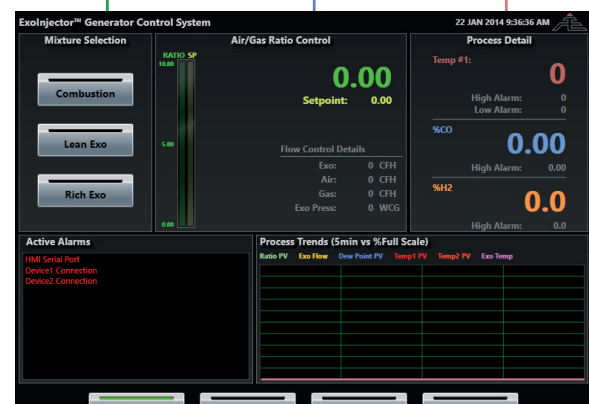 ExoInjector™ Generator Control System
22 JAN 2014 9:36:36 AM
Mixture Selection
Combustion
Lean Exo
Rich Exo
Air/Gas Ratio Control
RATIO SP
10.00
5.00
0.00
0.00
Setpoint: 0.00
Flow Control Details
Exo: 0 CFH
Air: 0 CFH
Gas: 0 CFH
Exo Press: 0 WCG
Process Detail
Temp #1:
0
High Alarm: 0
Low Alarm: 0
%CO
0.00
High Alarm: 0.00
%H2
0.0
High Alarm: 0.0
Active Alarms
HMI Serial Port
Device1 Connection
Device2 Connection
Process Trends (5min vs %Full Scale)
Ratio PV Exo Flow Dew Point PV Temp1 PV Temp2 PV Exo Temp